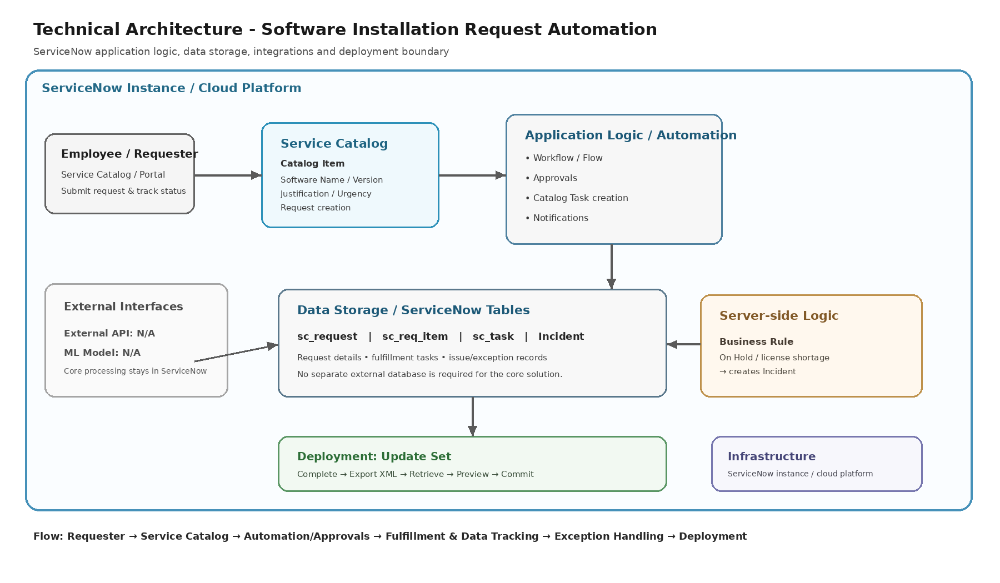 Technical Architecture - Software Installation Request Automation
ServiceNow application logic, data storage, integrations and deployment boundary
ServiceNow Instance / Cloud Platform
Employee / Requester
Service Catalog / Portal
Submit request & track status
Service Catalog
Catalog Item
Software Name / Version
Justification / Urgency
Request creation
Application Logic / Automation
• Workflow / Flow
• Approvals
• Catalog Task creation
• Notifications
External Interfaces
External API: N/A
ML Model: N/A
Core processing stays in ServiceNow
Data Storage / ServiceNow Tables
sc_request | sc_req_item | sc_task | Incident
Request details • fulfillment tasks • issue/exception records
No separate external database is required for the core solution.
Server-side Logic
Business Rule
On Hold / license shortage
→ creates Incident
Deployment: Update Set
Complete → Export XML → Retrieve → Preview → Commit
Infrastructure
ServiceNow instance / cloud platform
Flow: Requester → Service Catalog → Automation/Approvals → Fulfillment & Data Tracking → Exception Handling → Deployment